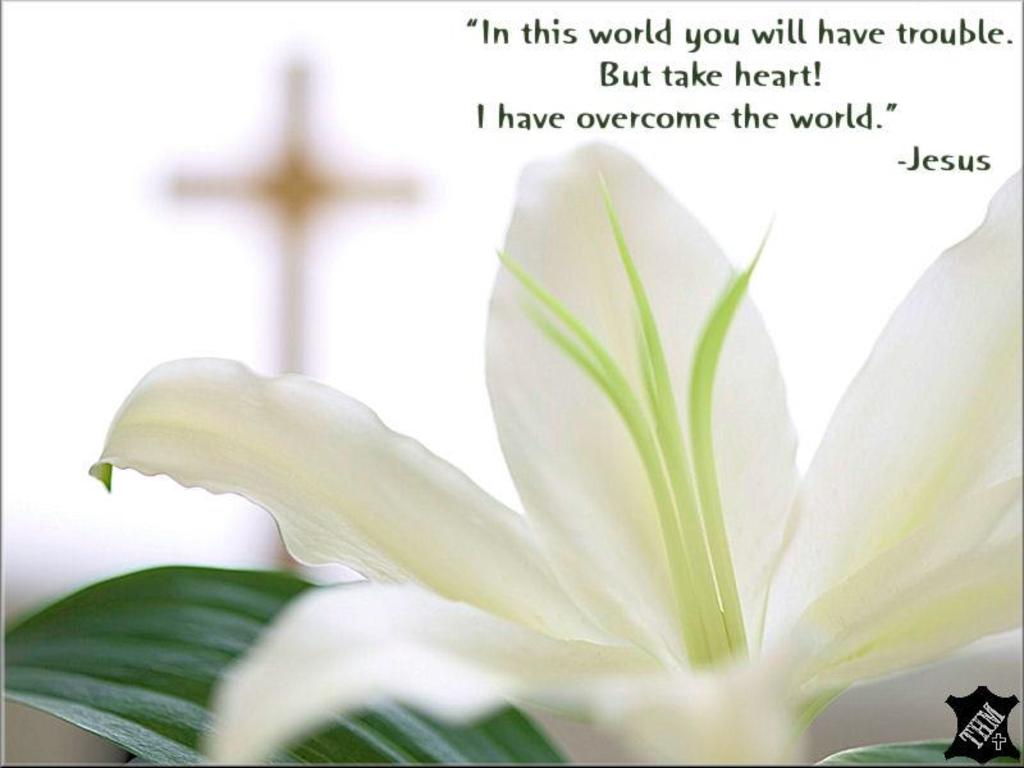 “In this world you will have trouble.
But take heart!
I have overcome the world.”
-Jesus
THM